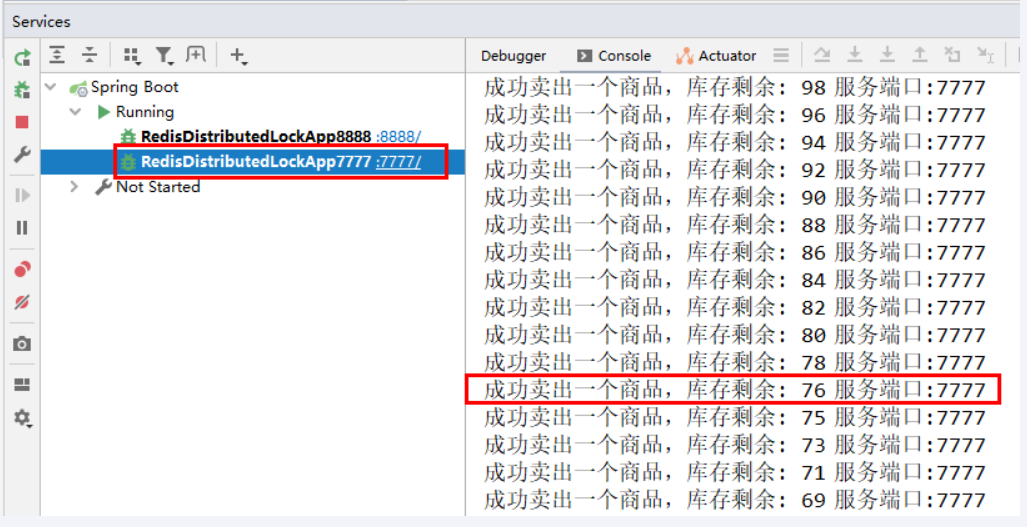 Services
Spring Boot
Running
RedisDistributedLockApp8888 :8888/
RedisDistributedLockApp7777 :7777/
Not Started
Debugger Console Actuator
成功卖出一个商品，库存剩余: 98 服务端口:7777
成功卖出一个商品，库存剩余: 96 服务端口:7777
成功卖出一个商品，库存剩余: 94 服务端口:7777
成功卖出一个商品，库存剩余: 92 服务端口:7777
成功卖出一个商品，库存剩余: 90 服务端口:7777
成功卖出一个商品，库存剩余: 88 服务端口:7777
成功卖出一个商品，库存剩余: 86 服务端口:7777
成功卖出一个商品，库存剩余: 84 服务端口:7777
成功卖出一个商品，库存剩余: 82 服务端口:7777
成功卖出一个商品，库存剩余: 80 服务端口:7777
成功卖出一个商品，库存剩余: 78 服务端口:7777
成功卖出一个商品，库存剩余: 76 服务端口:7777
成功卖出一个商品，库存剩余: 75 服务端口:7777
成功卖出一个商品，库存剩余: 73 服务端口:7777
成功卖出一个商品，库存剩余: 71 服务端口:7777
成功卖出一个商品，库存剩余: 69 服务端口:7777